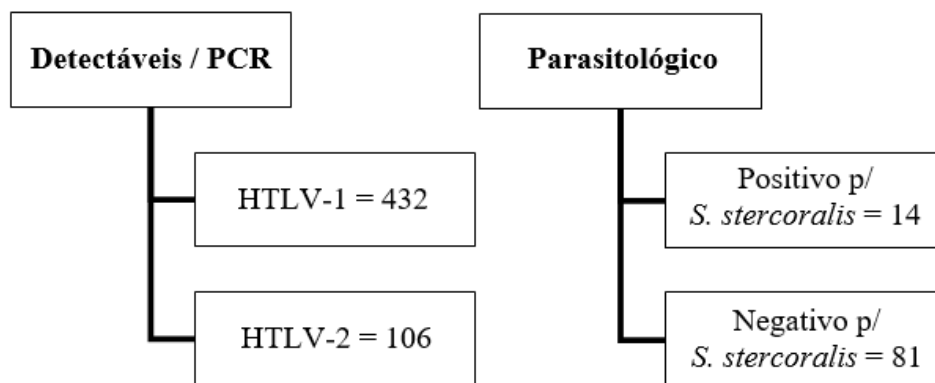 Detectáveis / PCR
HTLV-1 = 432
HTLV-2 = 106
Parasitológico
Positivo p/
S. stercoralis = 14
Negativo p/
S. stercoralis = 81